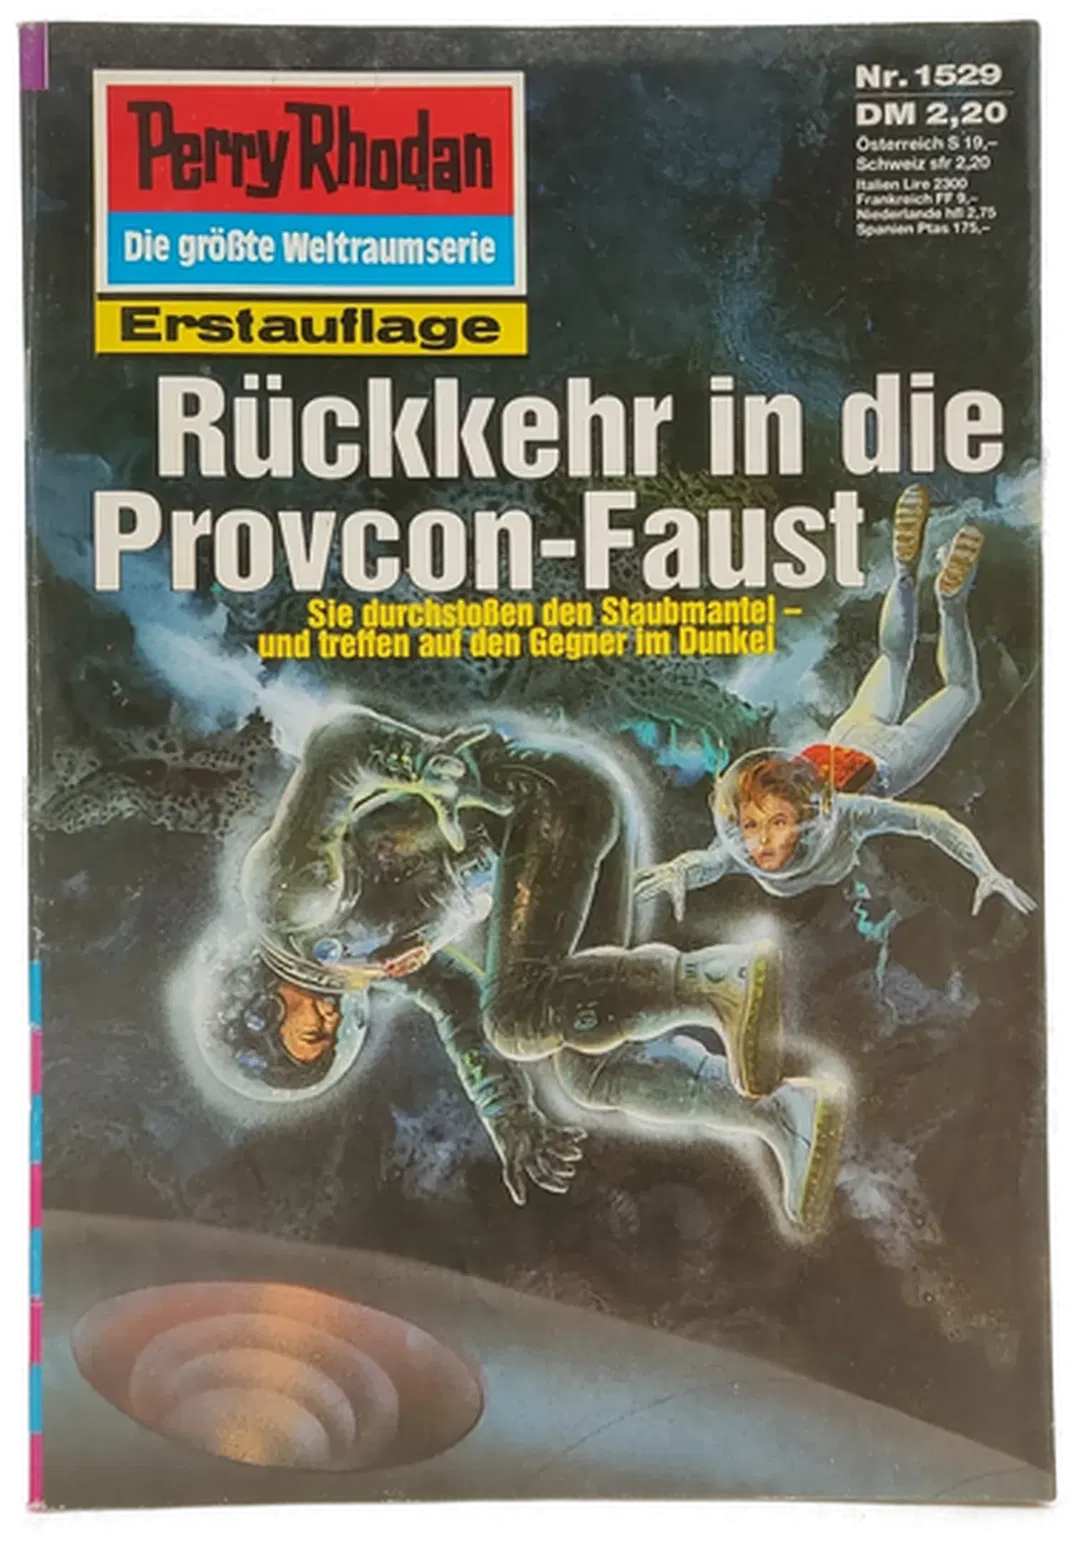 Perry Rhodan
Die größte Weltraumserie
Erstauflage
Nr. 1529
DM 2,20
Österreich S 19,–
Schweiz sfr 2,20
Italien Lire 2300
Frankreich FF 9,–
Niederlande hfl 2,75
Spanien Ptas 175,–
Rückkehr in die
Provcon-Faust
Sie durchstoßen den Staubmantel –
und treffen auf den Gegner im Dunkel